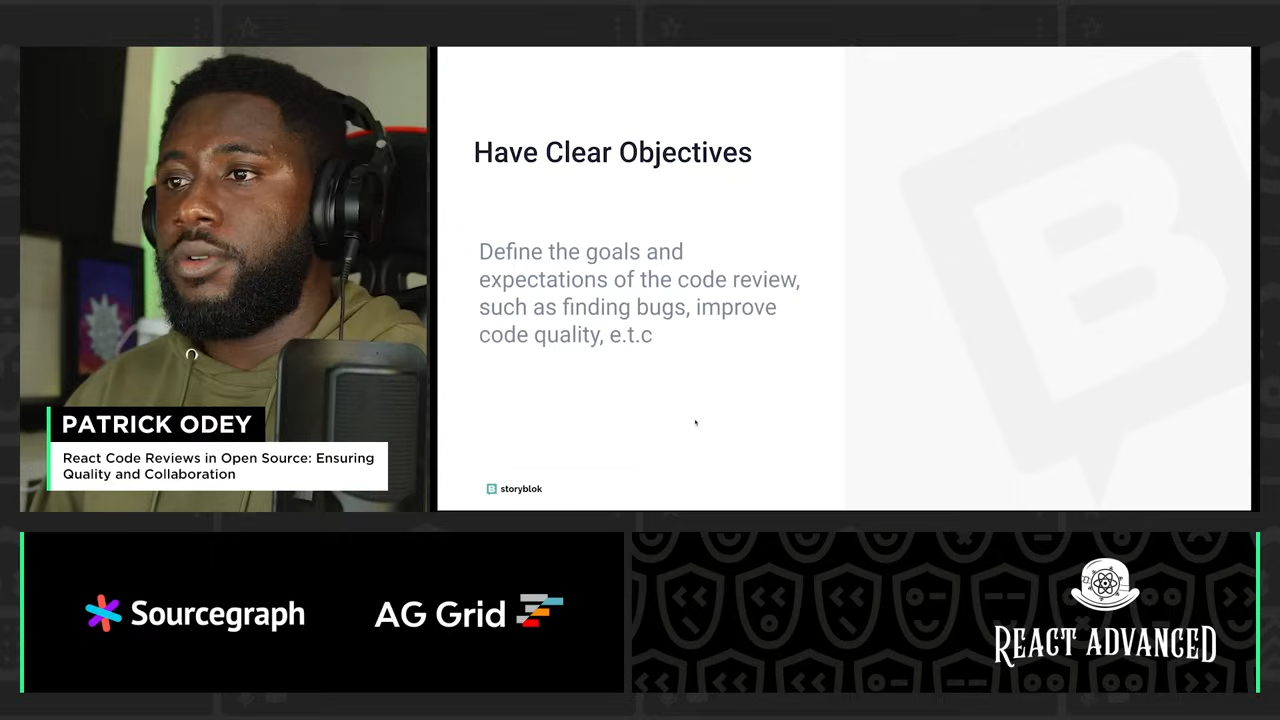 Have Clear Objectives
Define the goals and
expectations of the code review,
such as finding bugs, improve
code quality, e.t.c
storyblok
PATRICK ODEY
React Code Reviews in Open Source: Ensuring
Quality and Collaboration
Sourcegraph
AG Grid
REACT ADVANCED